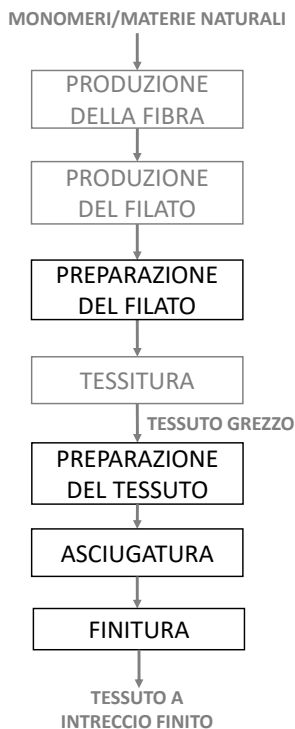 MONOMERI/MATERIE NATURALI
PRODUZIONE
DELLA FIBRA
PRODUZIONE
DEL FILATO
PREPARAZIONE
DEL FILATO
TESSITURA
TESSUTO GREZZO
PREPARAZIONE
DEL TESSUTO
ASCIUGATURA
FINITURA
TESSUTO A
INTRECCIO FINITO